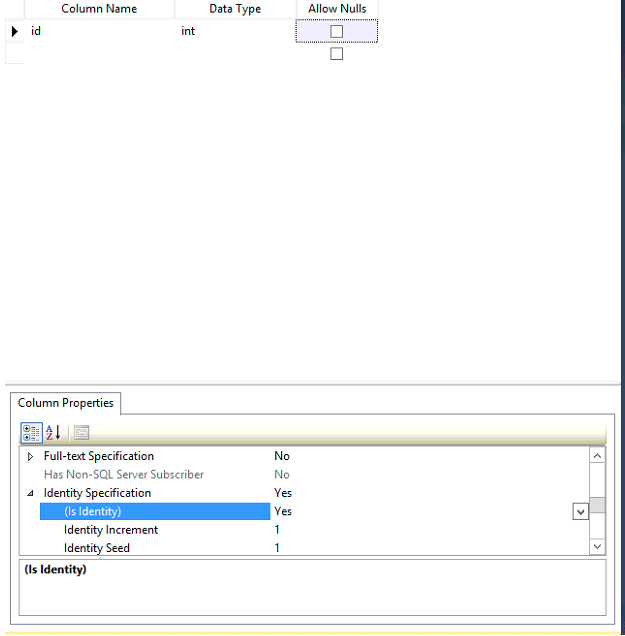 Column Name Data Type Allow Nulls
id int
Column Properties
Full-text Specification No
Has Non-SQL Server Subscriber No
Identity Specification Yes
(Is Identity) Yes
Identity Increment 1
Identity Seed 1
(Is Identity)